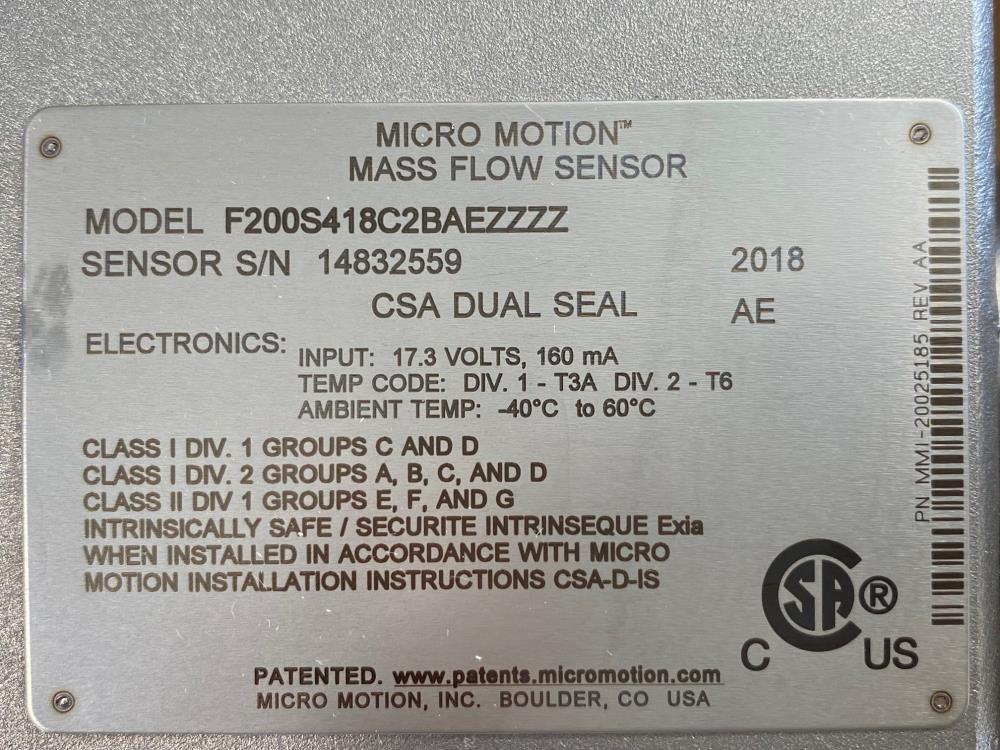 MICRO MOTION™
MASS FLOW SENSOR
MODEL F200S418C2BAEZZZZ
SENSOR S/N 14832559 2018
CSA DUAL SEAL AE
ELECTRONICS: INPUT: 17.3 VOLTS, 160 mA
TEMP CODE: DIV. 1 - T3A DIV. 2 - T6
AMBIENT TEMP: -40°C to 60°C
CLASS I DIV. 1 GROUPS C AND D
CLASS I DIV. 2 GROUPS A, B, C, AND D
CLASS II DIV 1 GROUPS E, F, AND G
INTRINSICALLY SAFE / SECURITE INTRINSEQUE Exia
WHEN INSTALLED IN ACCORDANCE WITH MICRO
MOTION INSTALLATION INSTRUCTIONS CSA-D-IS
CSA®
C US
PATENTED. www.patents.micromotion.com
MICRO MOTION, INC. BOULDER, CO USA
PN MMI-20025185 REV AA